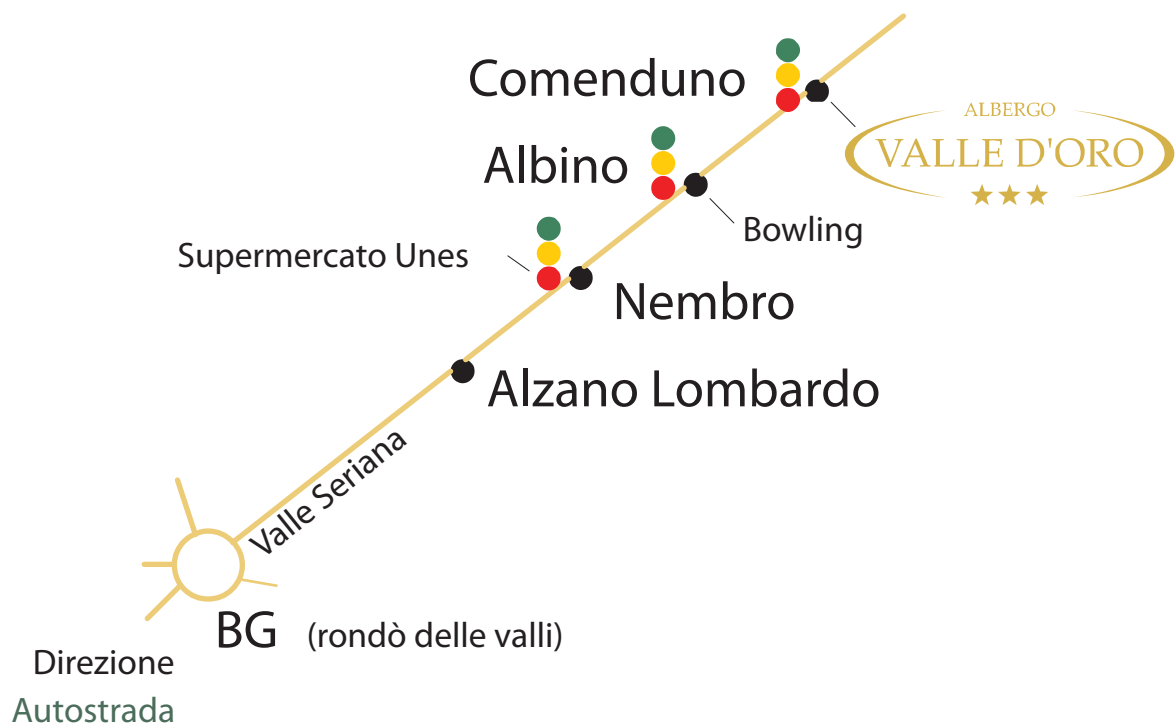 Comenduno
ALBERGO
VALLE D'ORO
Albino
Bowling
Supermercato Unes
Nembro
Alzano Lombardo
Valle Seriana
BG (rondò delle valli)
Direzione
Autostrada